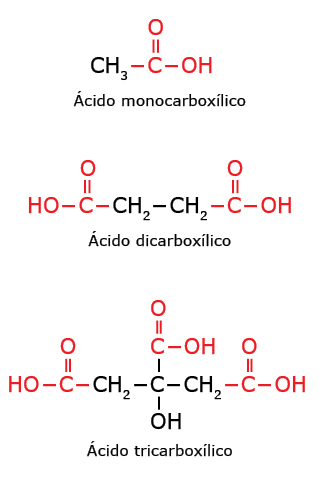 O
CH3 – C – OH
Ácido monocarboxílico
O O
HO – C – CH2 – CH2 – C – OH
Ácido dicarboxílico
O
O C – OH O
HO – C – CH2 – C – CH2 – C – OH
OH
Ácido tricarboxílico